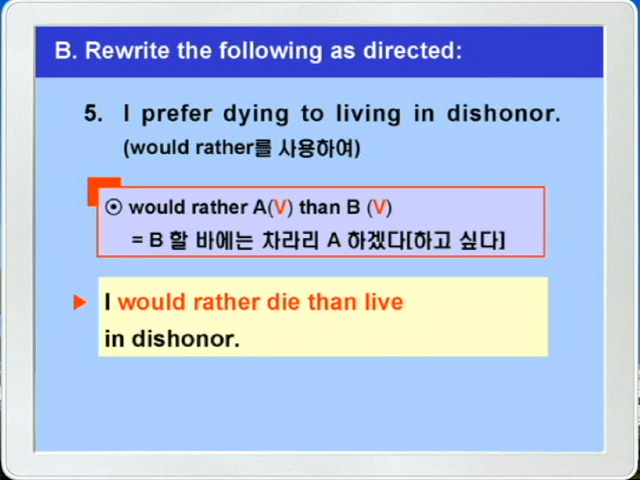 B. Rewrite the following as directed:
5. I prefer dying to living in dishonor.
(would rather를 사용하여)
⊙ would rather A(V) than B (V)
= B 할 바에는 차라리 A 하겠다[하고 싶다]
▶ I would rather die than live
in dishonor.